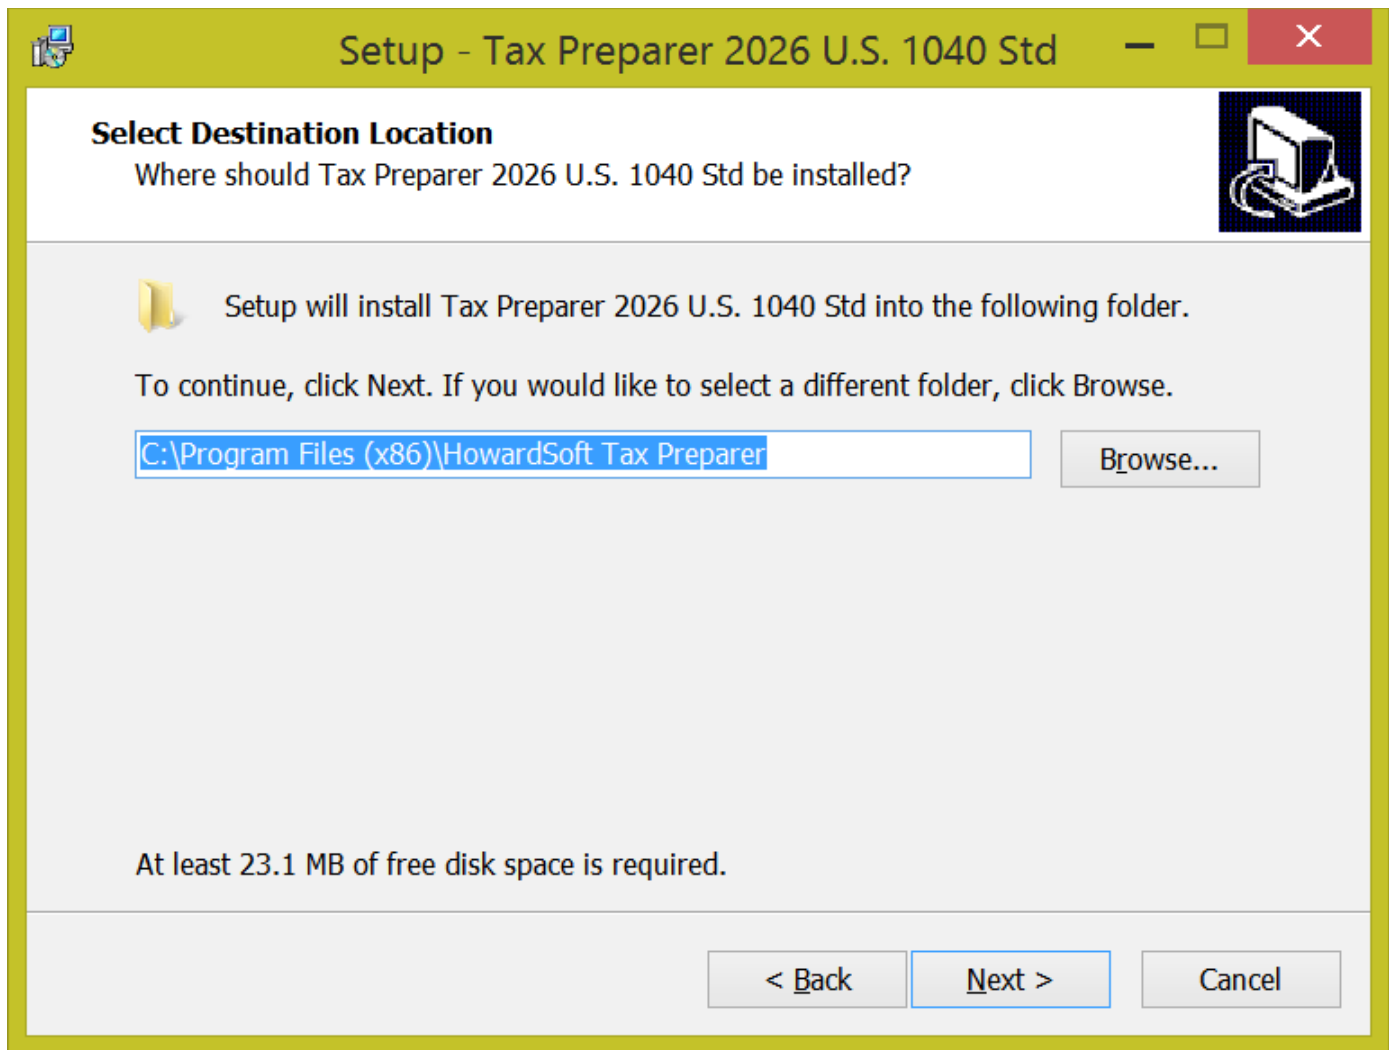 Setup - Tax Preparer 2026 U.S. 1040 Std
Select Destination Location
Where should Tax Preparer 2026 U.S. 1040 Std be installed?
Setup will install Tax Preparer 2026 U.S. 1040 Std into the following folder.
To continue, click Next. If you would like to select a different folder, click Browse.
C:\Program Files (x86)\HowardSoft Tax Preparer
Browse...
At least 23.1 MB of free disk space is required.
< Back
Next >
Cancel